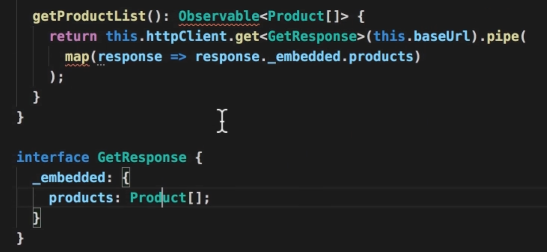 getProductList(): Observable<Product[]> {
return this.httpClient.get<GetResponse>(this.baseUrl).pipe(
map(response => response._embedded.products)
);
}
}
interface GetResponse {
_embedded: {
products: Product[];
}
}